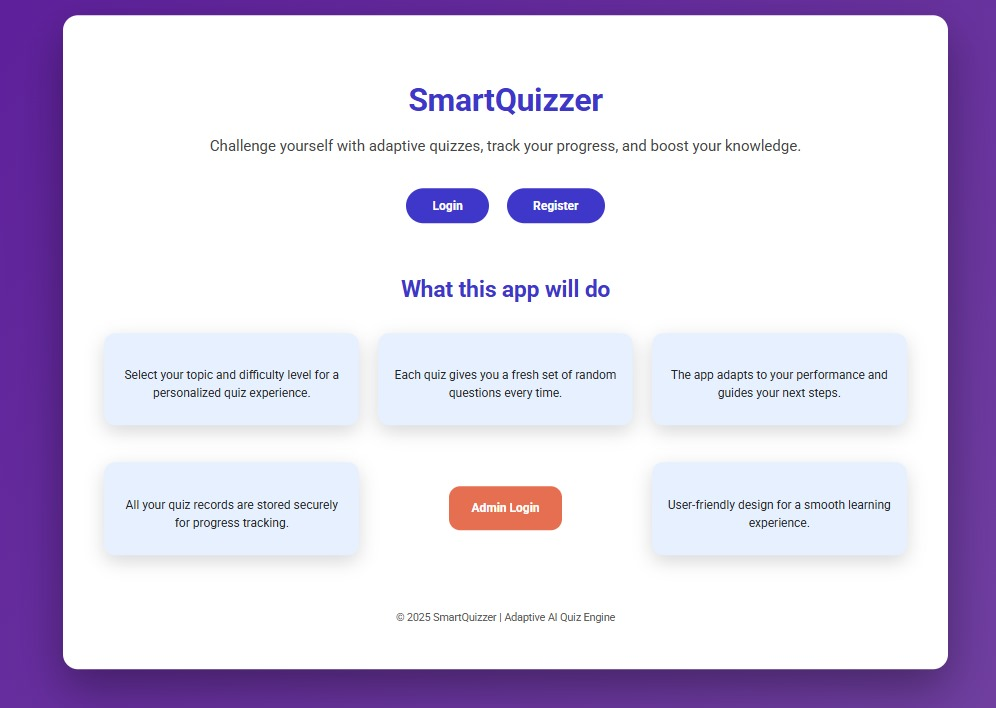 SmartQuizzer
Challenge yourself with adaptive quizzes, track your progress, and boost your knowledge.
Login
Register
What this app will do
Select your topic and difficulty level for a
personalized quiz experience.
Each quiz gives you a fresh set of random
questions every time.
The app adapts to your performance and
guides your next steps.
All your quiz records are stored securely
for progress tracking.
Admin Login
User-friendly design for a smooth learning
experience.
© 2025 SmartQuizzer | Adaptive AI Quiz Engine